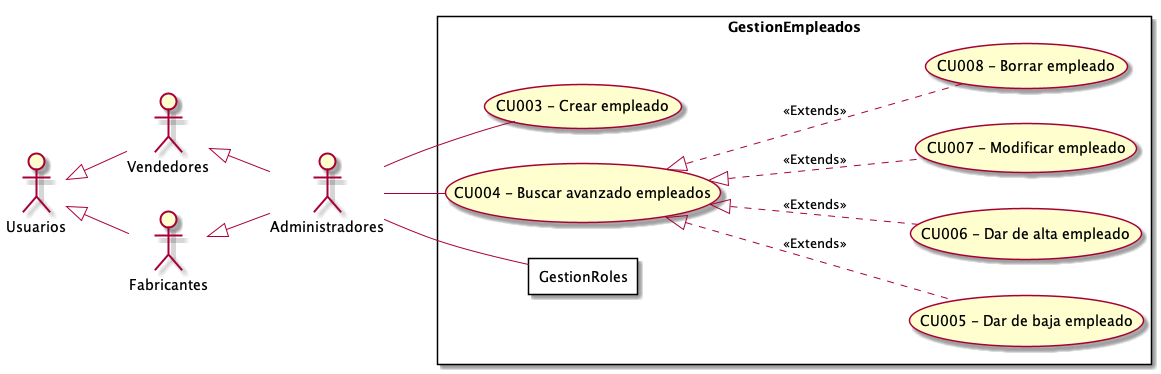 GestionEmpleados
CU008 – Borrar empleado
CU003 – Crear empleado
«Extends»
Vendedores
CU007 – Modificar empleado
«Extends»
CU004 – Buscar avanzado empleados
Usuarios
Administradores
«Extends»
CU006 – Dar de alta empleado
«Extends»
Fabricantes
GestionRoles
CU005 – Dar de baja empleado